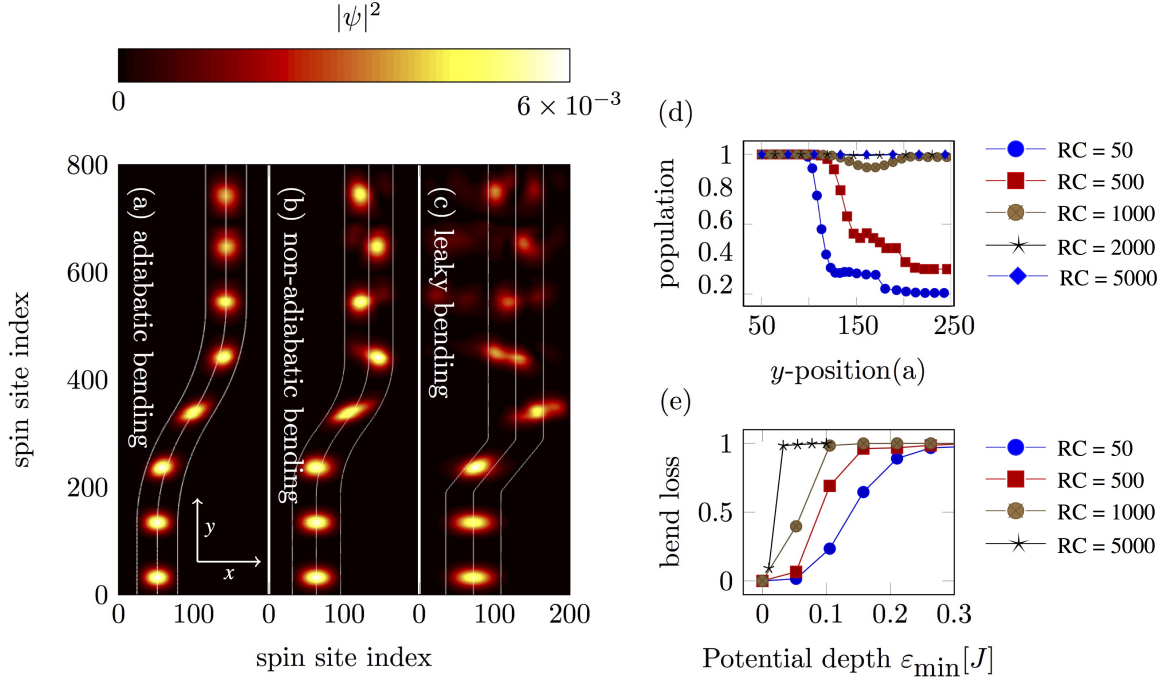 |ψ|²
0
6 × 10⁻³
800
600
400
200
0
spin site index
(a) adiabatic bending
(b) non-adiabatic bending
(c) leaky bending
y
x
0 100 0 100 0 100 200
spin site index
(d)
1
0.8
0.6
0.4
0.2
population
50 150 250
y-position(a)
RC = 50
RC = 500
RC = 1000
RC = 2000
RC = 5000
(e)
1
0.5
0
bend loss
0 0.1 0.2 0.3
Potential depth εmin[J]
RC = 50
RC = 500
RC = 1000
RC = 5000